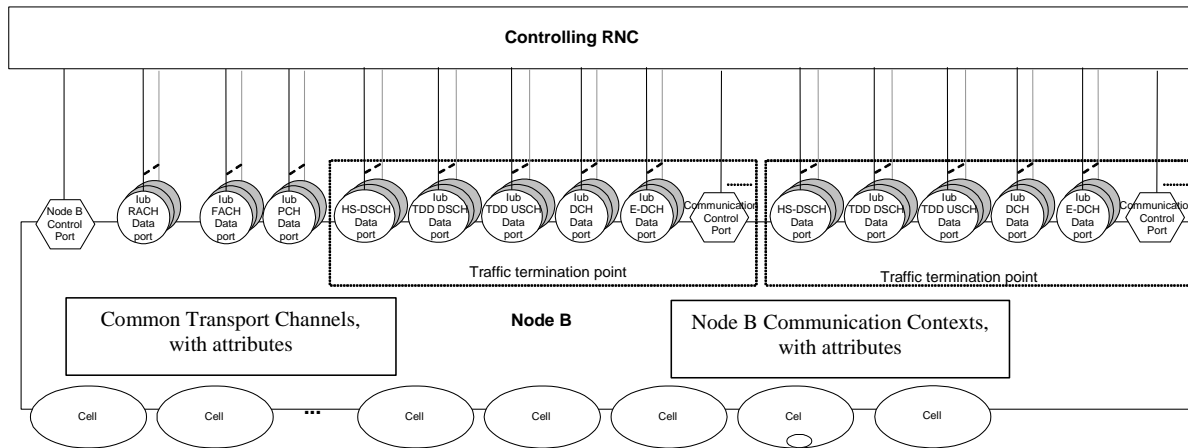 Controlling RNC
Node B
Control
Port
Iub
RACH
Data
port
Iub
FACH
Data
port
Iub
PCH
Data
port
HS-DSCH
Data
port
Iub
TDD DSCH
Data
port
Iub
TDD USCH
Data
port
Iub
DCH
Data
port
Iub
E-DCH
Data
port
Communication
Control
Port
Traffic termination point
HS-DSCH
Data
port
Iub
TDD DSCH
Data
port
Iub
TDD USCH
Data
port
Iub
DCH
Data
port
Iub
E-DCH
Data
port
Communication
Control
Port
Traffic termination point
Common Transport Channels,
with attributes
Node B
Node B Communication Contexts,
with attributes
Cell
Cell
...
Cell
Cell
Cell
Cel
Cell